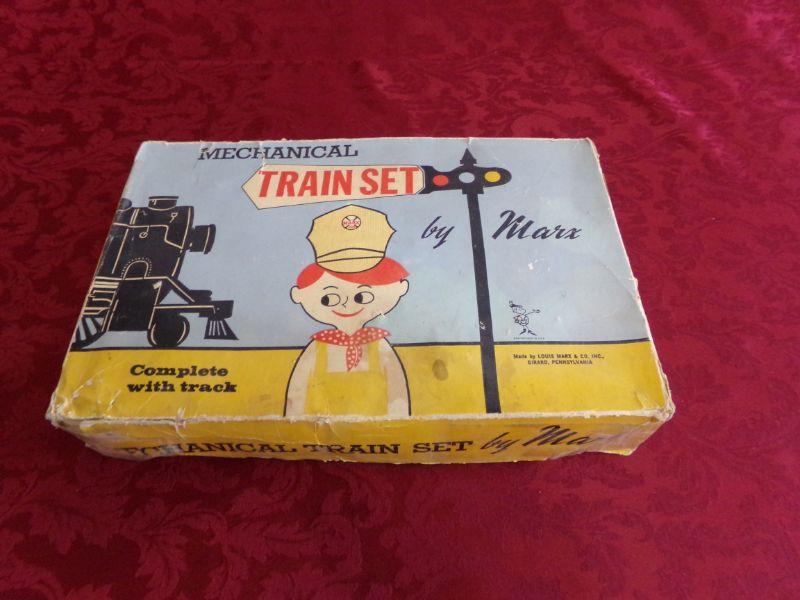 MECHANICAL
TRAIN SET
by Marx
MARX
Complete
with track
Made by LOUIS MARX & CO. INC.,
GIRARD, PENNSYLVANIA
MECHANICAL TRAIN SET by Marx